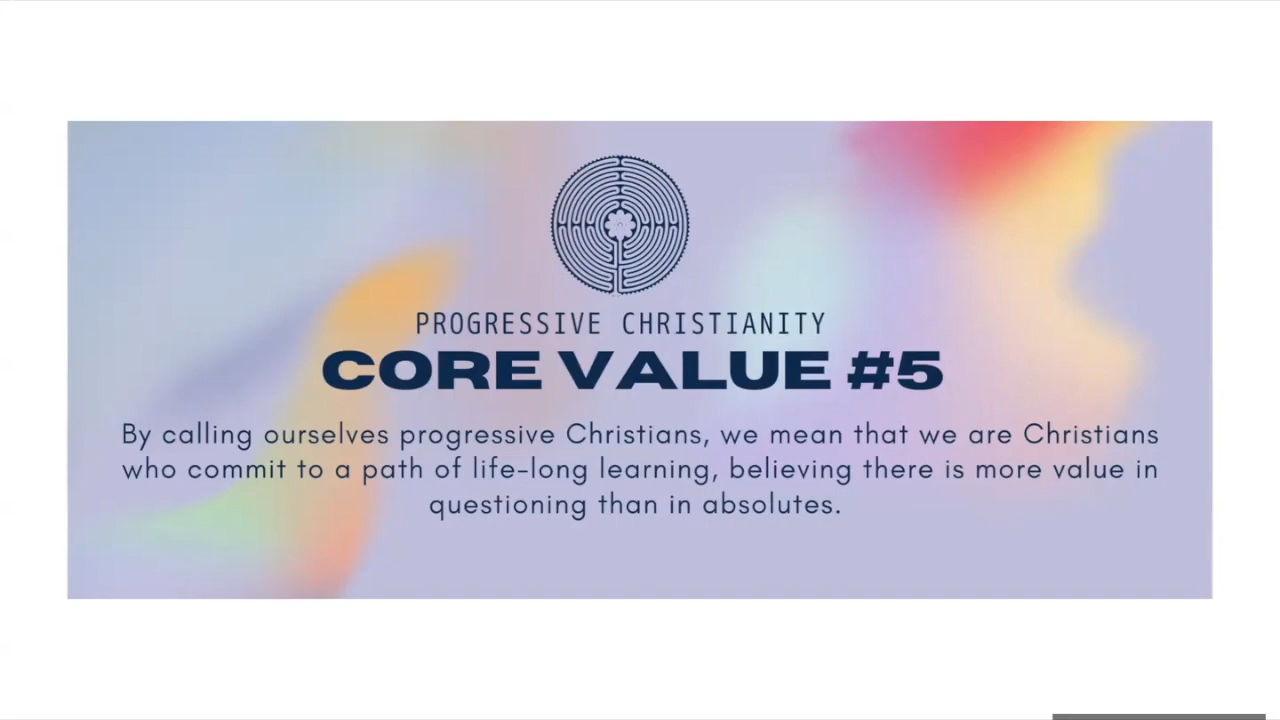 PROGRESSIVE CHRISTIANITY
CORE VALUE #5
By calling ourselves progressive Christians, we mean that we are Christians
who commit to a path of life-long learning, believing there is more value in
questioning than in absolutes.